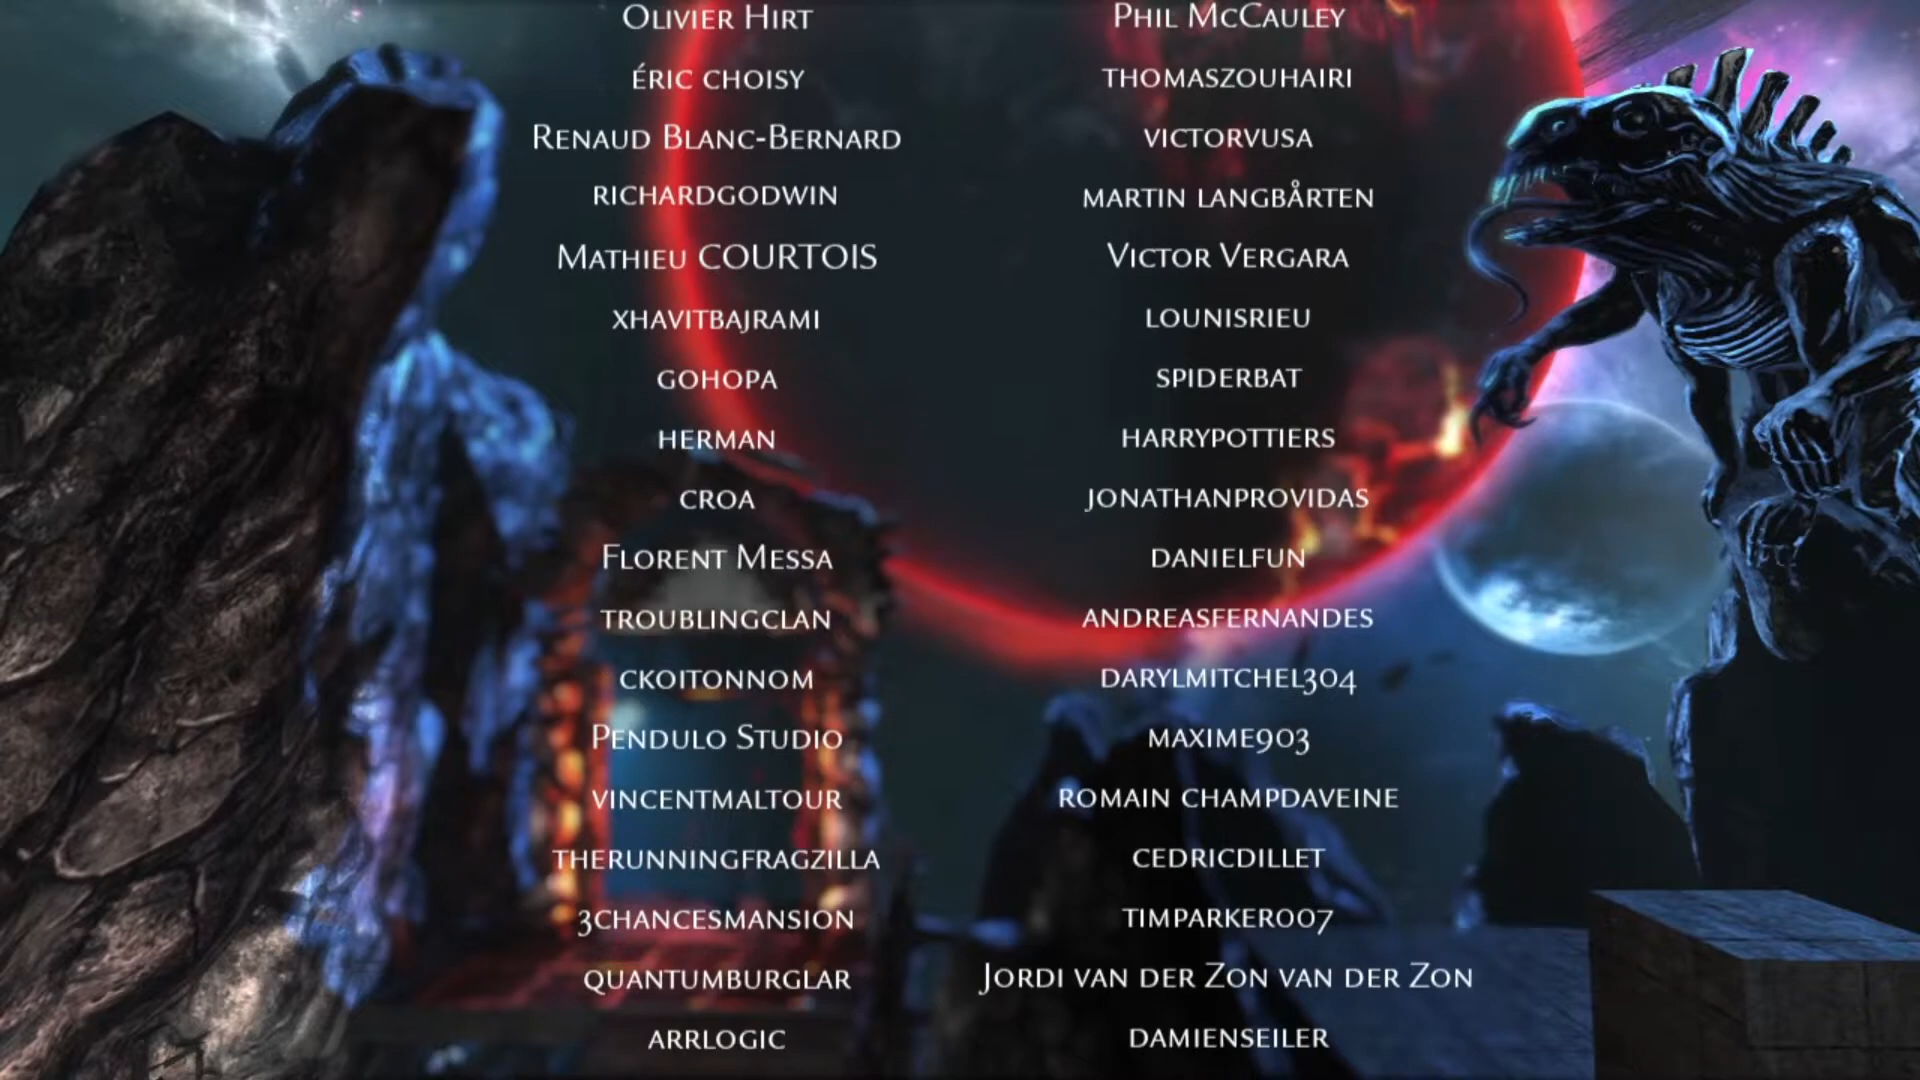 Olivier Hirt
éric choisy
Renaud Blanc-Bernard
richardgodwin
Mathieu COURTOIS
xhavitbajrami
gohopa
herman
croa
Florent Messa
troublingclan
ckoitonnom
Pendulo Studio
vincentmaltour
therunningfragzilla
3chancesmansion
quantumburglar
arrlogic
Phil McCauley
thomaszouhairi
victorvusa
martin langbårten
Victor Vergara
lounisrieu
spiderbat
harrypottiers
jonathanprovidas
danielfun
andreasfernandes
darylmitchel304
maxime903
romain champdaveine
cedricdillet
timparker007
Jordi van der Zon van der Zon
damienseiler